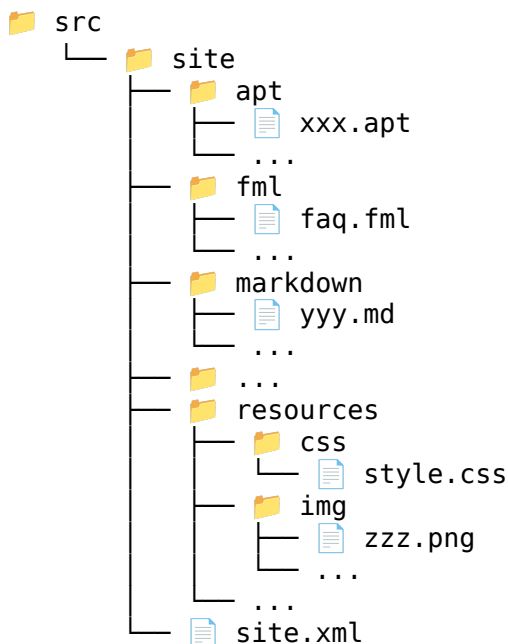 src
site
apt
xxx.apt
...
fml
faq.fml
...
markdown
yyy.md
...
...
resources
css
style.css
img
zzz.png
...
...
site.xml